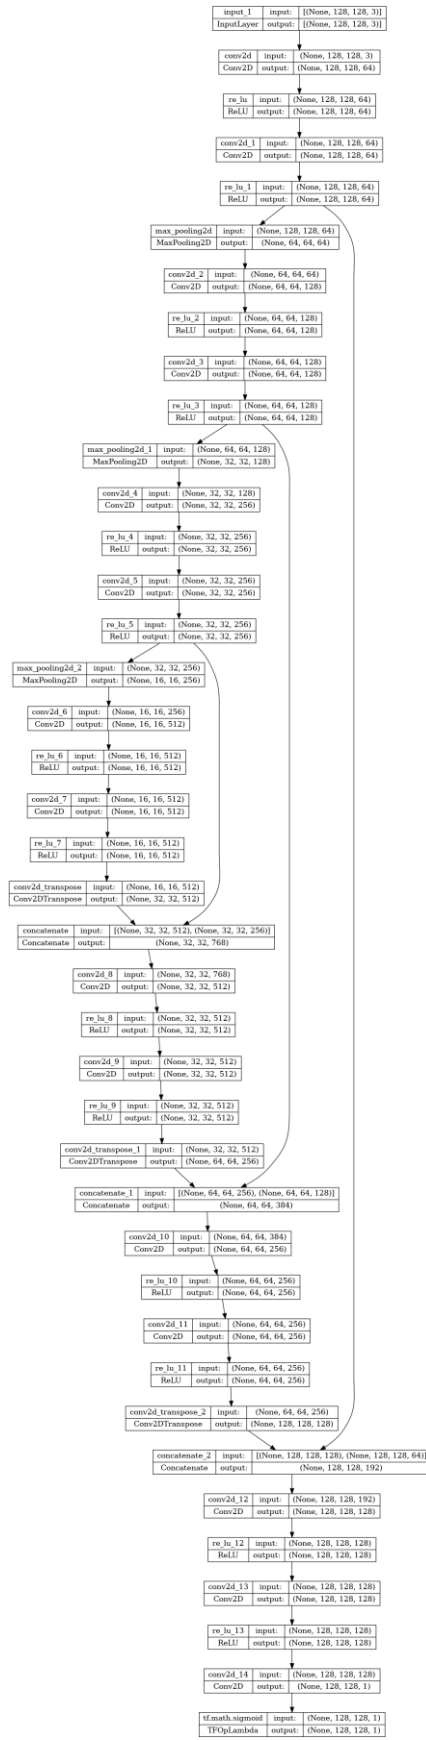 input_1 input: [(None, 128, 128, 3)]
InputLayer output: [(None, 128, 128, 3)]
conv2d input: (None, 128, 128, 3)
Conv2D output: (None, 128, 128, 64)
re_lu input: (None, 128, 128, 64)
ReLU output: (None, 128, 128, 64)
conv2d_1 input: (None, 128, 128, 64)
Conv2D output: (None, 128, 128, 64)
re_lu_1 input: (None, 128, 128, 64)
ReLU output: (None, 128, 128, 64)
max_pooling2d input: (None, 128, 128, 64)
MaxPooling2D output: (None, 64, 64, 64)
conv2d_2 input: (None, 64, 64, 64)
Conv2D output: (None, 64, 64, 128)
re_lu_2 input: (None, 64, 64, 128)
ReLU output: (None, 64, 64, 128)
conv2d_3 input: (None, 64, 64, 128)
Conv2D output: (None, 64, 64, 128)
re_lu_3 input: (None, 64, 64, 128)
ReLU output: (None, 64, 64, 128)
max_pooling2d_1 input: (None, 64, 64, 128)
MaxPooling2D output: (None, 32, 32, 128)
conv2d_4 input: (None, 32, 32, 128)
Conv2D output: (None, 32, 32, 256)
re_lu_4 input: (None, 32, 32, 256)
ReLU output: (None, 32, 32, 256)
conv2d_5 input: (None, 32, 32, 256)
Conv2D output: (None, 32, 32, 256)
re_lu_5 input: (None, 32, 32, 256)
ReLU output: (None, 32, 32, 256)
max_pooling2d_2 input: (None, 32, 32, 256)
MaxPooling2D output: (None, 16, 16, 256)
conv2d_6 input: (None, 16, 16, 256)
Conv2D output: (None, 16, 16, 512)
re_lu_6 input: (None, 16, 16, 512)
ReLU output: (None, 16, 16, 512)
conv2d_7 input: (None, 16, 16, 512)
Conv2D output: (None, 16, 16, 512)
re_lu_7 input: (None, 16, 16, 512)
ReLU output: (None, 16, 16, 512)
conv2d_transpose input: (None, 16, 16, 512)
Conv2DTranspose output: (None, 32, 32, 512)
concatenate input: [(None, 32, 32, 512), (None, 32, 32, 256)]
Concatenate output: (None, 32, 32, 768)
conv2d_8 input: (None, 32, 32, 768)
Conv2D output: (None, 32, 32, 512)
re_lu_8 input: (None, 32, 32, 512)
ReLU output: (None, 32, 32, 512)
conv2d_9 input: (None, 32, 32, 512)
Conv2D output: (None, 32, 32, 512)
re_lu_9 input: (None, 32, 32, 512)
ReLU output: (None, 32, 32, 512)
conv2d_transpose_1 input: (None, 32, 32, 512)
Conv2DTranspose output: (None, 64, 64, 256)
concatenate_1 input: [(None, 64, 64, 256), (None, 64, 64, 128)]
Concatenate output: (None, 64, 64, 384)
conv2d_10 input: (None, 64, 64, 384)
Conv2D output: (None, 64, 64, 256)
re_lu_10 input: (None, 64, 64, 256)
ReLU output: (None, 64, 64, 256)
conv2d_11 input: (None, 64, 64, 256)
Conv2D output: (None, 64, 64, 256)
re_lu_11 input: (None, 64, 64, 256)
ReLU output: (None, 64, 64, 256)
conv2d_transpose_2 input: (None, 64, 64, 256)
Conv2DTranspose output: (None, 128, 128, 128)
concatenate_2 input: [(None, 128, 128, 128), (None, 128, 128, 64)]
Concatenate output: (None, 128, 128, 192)
conv2d_12 input: (None, 128, 128, 192)
Conv2D output: (None, 128, 128, 128)
re_lu_12 input: (None, 128, 128, 128)
ReLU output: (None, 128, 128, 128)
conv2d_13 input: (None, 128, 128, 128)
Conv2D output: (None, 128, 128, 128)
re_lu_13 input: (None, 128, 128, 128)
ReLU output: (None, 128, 128, 128)
conv2d_14 input: (None, 128, 128, 128)
Conv2D output: (None, 128, 128, 1)
tf.math.sigmoid input: (None, 128, 128, 1)
TFOpLambda output: (None, 128, 128, 1)